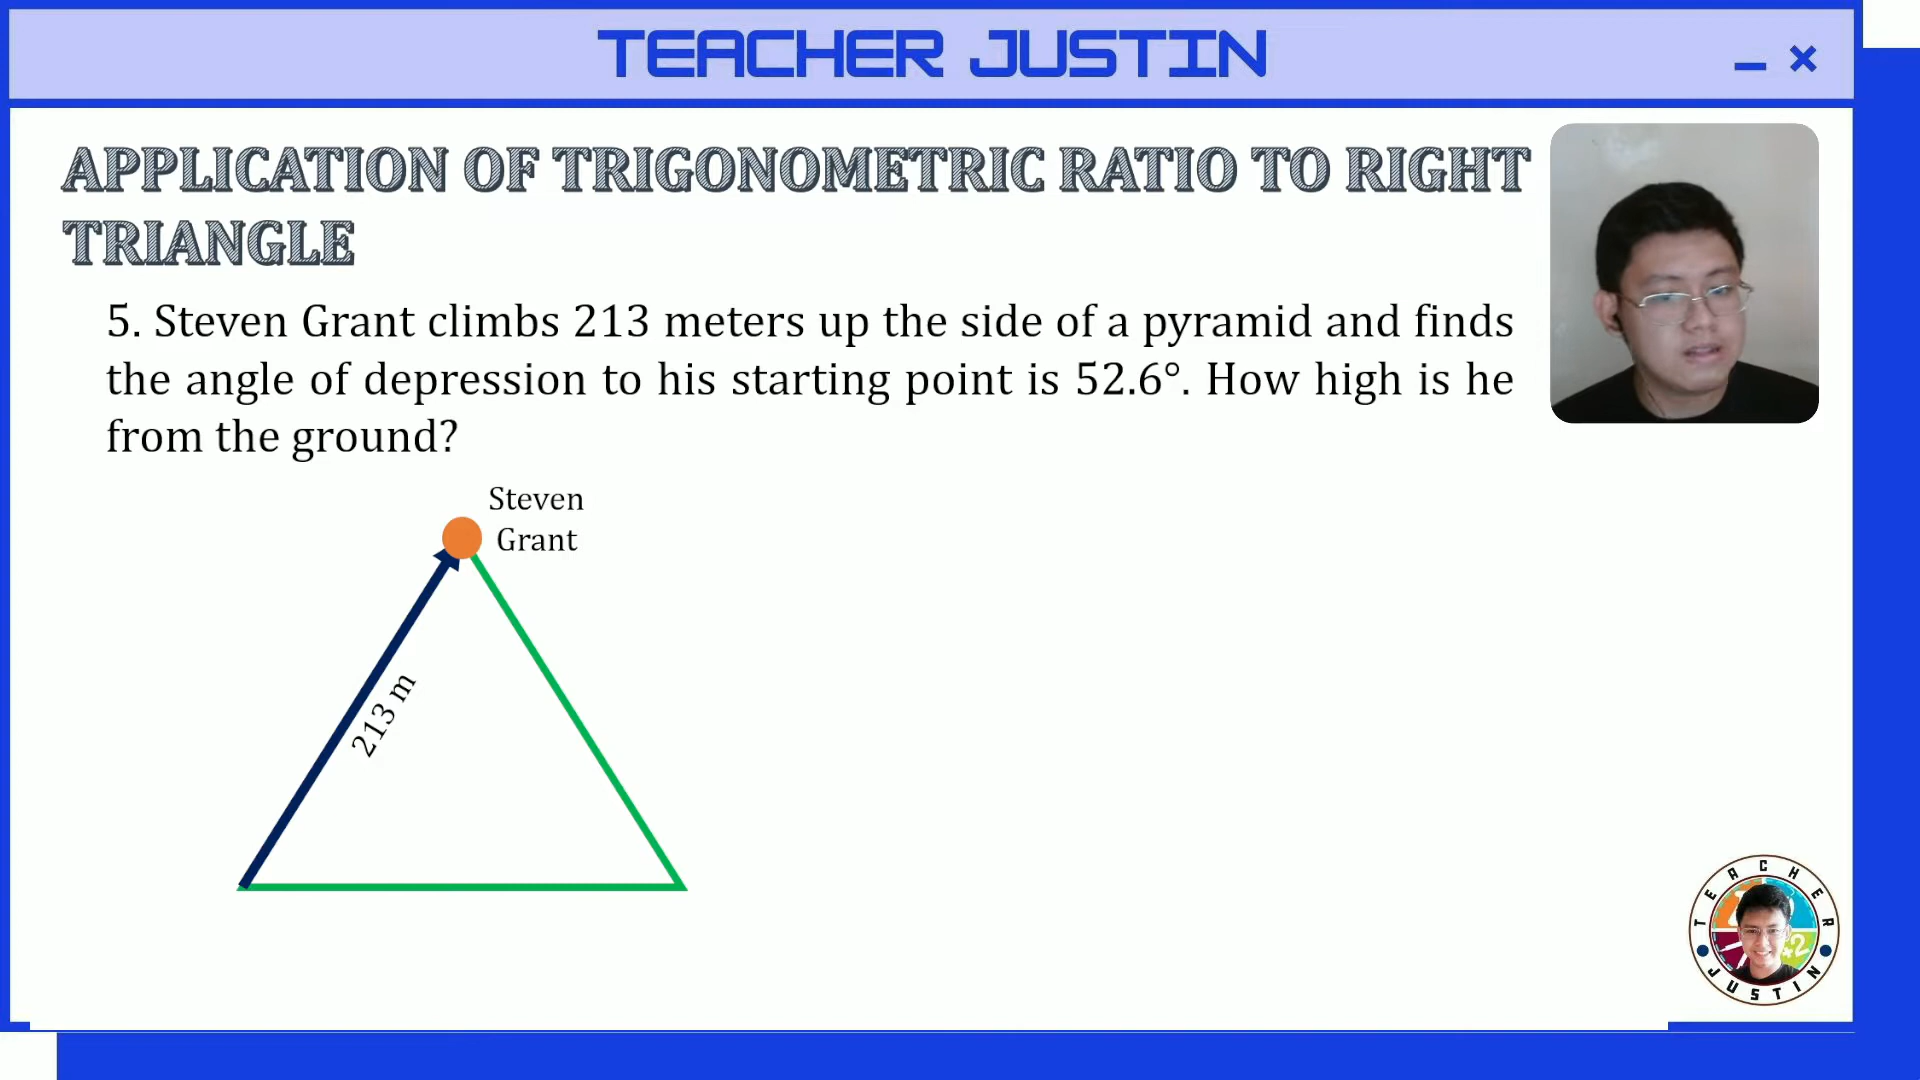 TEACHER JUSTIN
APPLICATION OF TRIGONOMETRIC RATIO TO RIGHT
TRIANGLE
5. Steven Grant climbs 213 meters up the side of a pyramid and finds
the angle of depression to his starting point is 52.6°. How high is he
from the ground?
Steven
Grant
213 m
TEACHER
JUSTIN